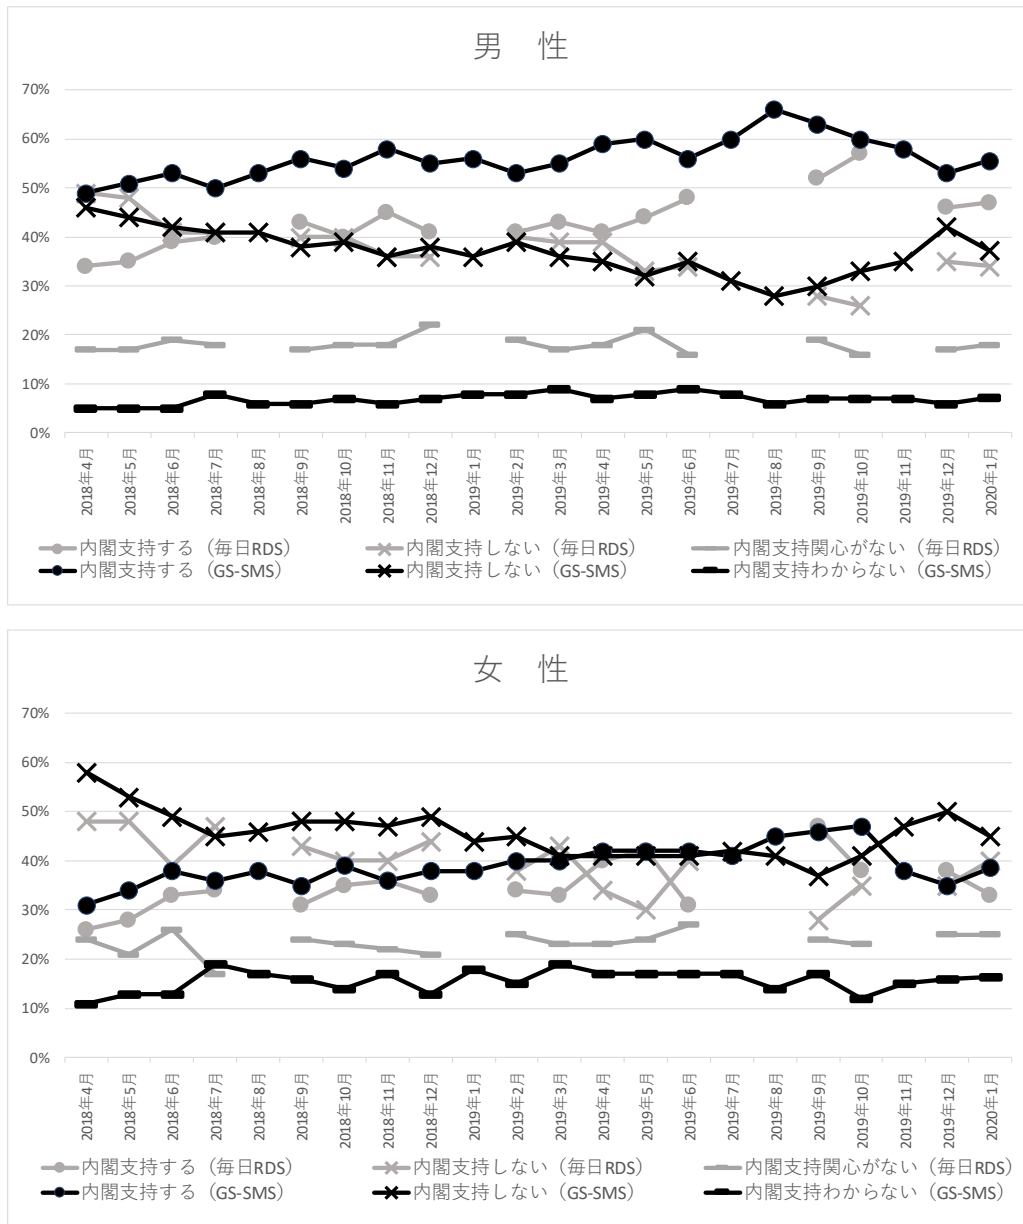 男 性
70%
60%
50%
40%
30%
20%
10%
0%
2018年4月
2018年5月
2018年6月
2018年7月
2018年8月
2018年9月
2018年10月
2018年11月
2018年12月
2019年1月
2019年2月
2019年3月
2019年4月
2019年5月
2019年6月
2019年7月
2019年8月
2019年9月
2019年10月
2019年11月
2019年12月
2020年1月
内閣支持する（毎日RDS） 内閣支持しない（毎日RDS） 内閣支持関心がない（毎日RDS）
内閣支持する（GS-SMS） 内閣支持しない（GS-SMS） 内閣支持わからない（GS-SMS）
女 性
70%
60%
50%
40%
30%
20%
10%
0%
2018年4月
2018年5月
2018年6月
2018年7月
2018年8月
2018年9月
2018年10月
2018年11月
2018年12月
2019年1月
2019年2月
2019年3月
2019年4月
2019年5月
2019年6月
2019年7月
2019年8月
2019年9月
2019年10月
2019年11月
2019年12月
2020年1月
内閣支持する（毎日RDS） 内閣支持しない（毎日RDS） 内閣支持関心がない（毎日RDS）
内閣支持する（GS-SMS） 内閣支持しない（GS-SMS） 内閣支持わからない（GS-SMS）